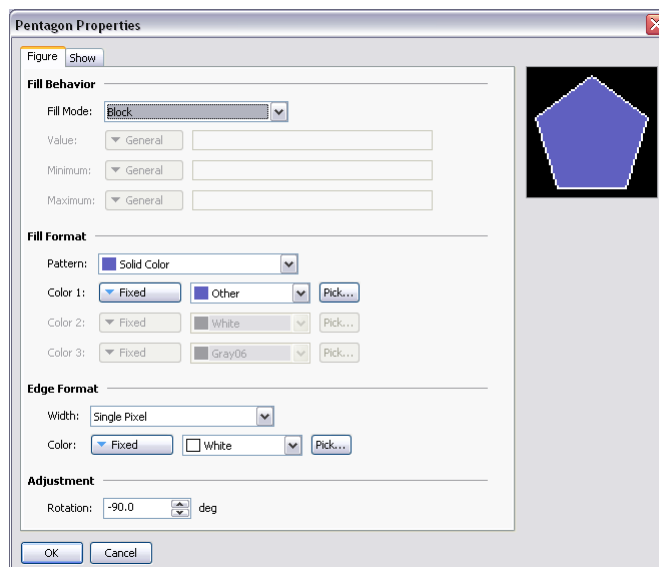 Pentagon Properties
Figure Show
Fill Behavior
Fill Mode: Block
Value: General
Minimum: General
Maximum: General
Fill Format
Pattern: Solid Color
Color 1: Fixed Other Pick...
Color 2: Fixed White Pick...
Color 3: Fixed Gray06 Pick...
Edge Format
Width: Single Pixel
Color: Fixed White Pick...
Adjustment
Rotation: -90.0 deg
OK Cancel